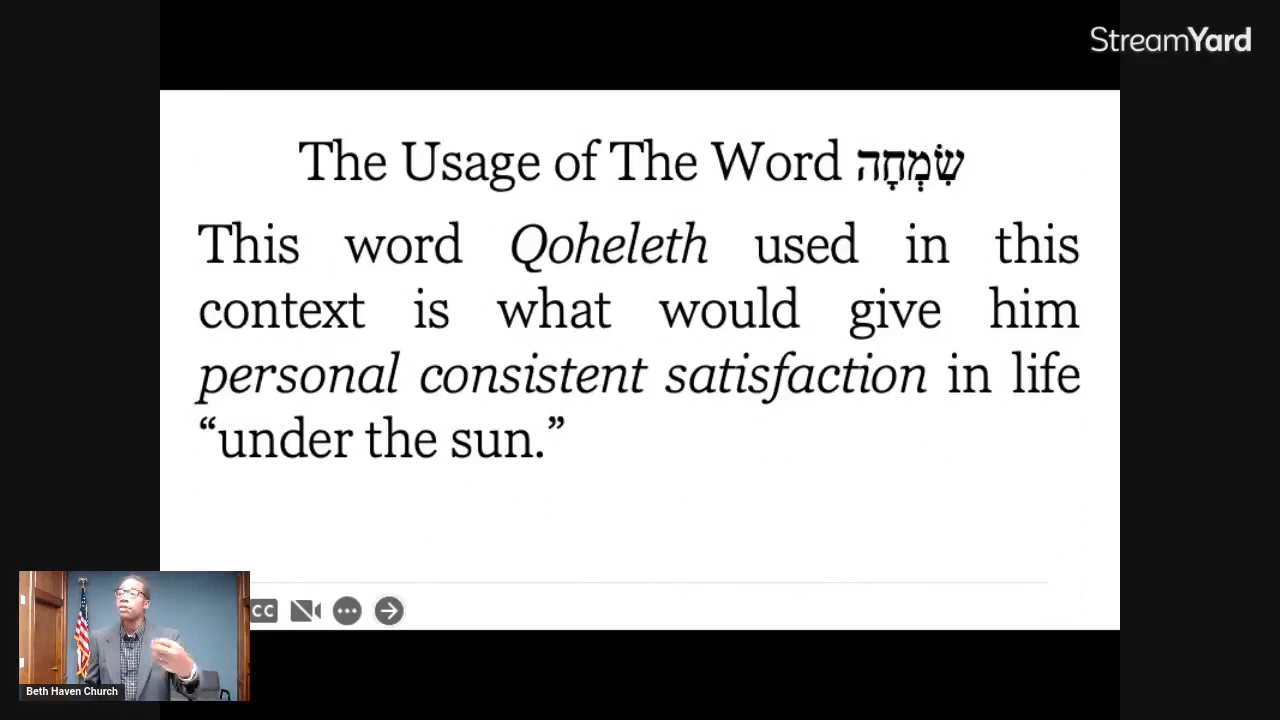 StreamYard
The Usage of The Word שִׂמְחָה
This word Qoheleth used in this
context is what would give him
personal consistent satisfaction in life
“under the sun.”
CC
Beth Haven Church